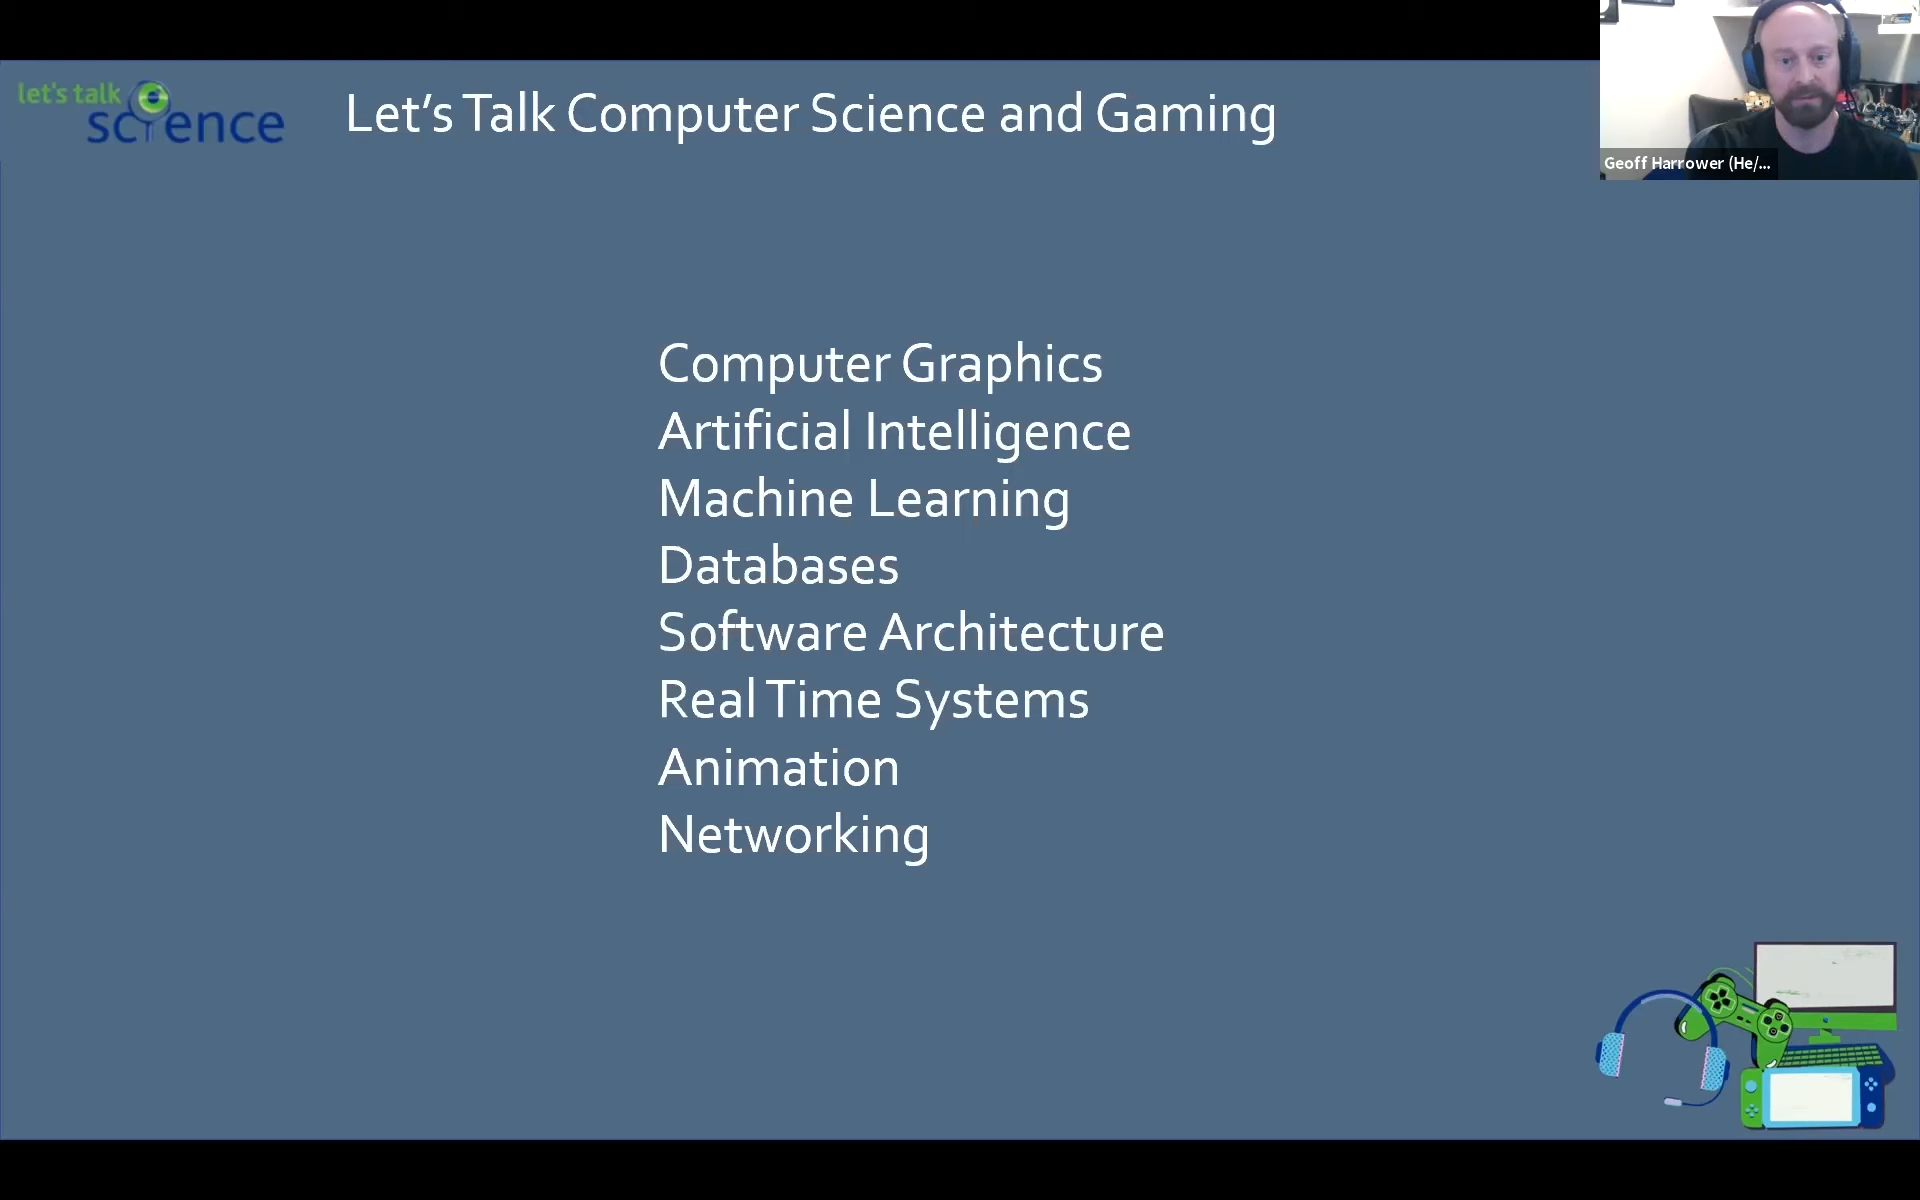 let's talk
science
Let’s Talk Computer Science and Gaming
Geoff Harrower (He/...
Computer Graphics
Artificial Intelligence
Machine Learning
Databases
Software Architecture
Real Time Systems
Animation
Networking